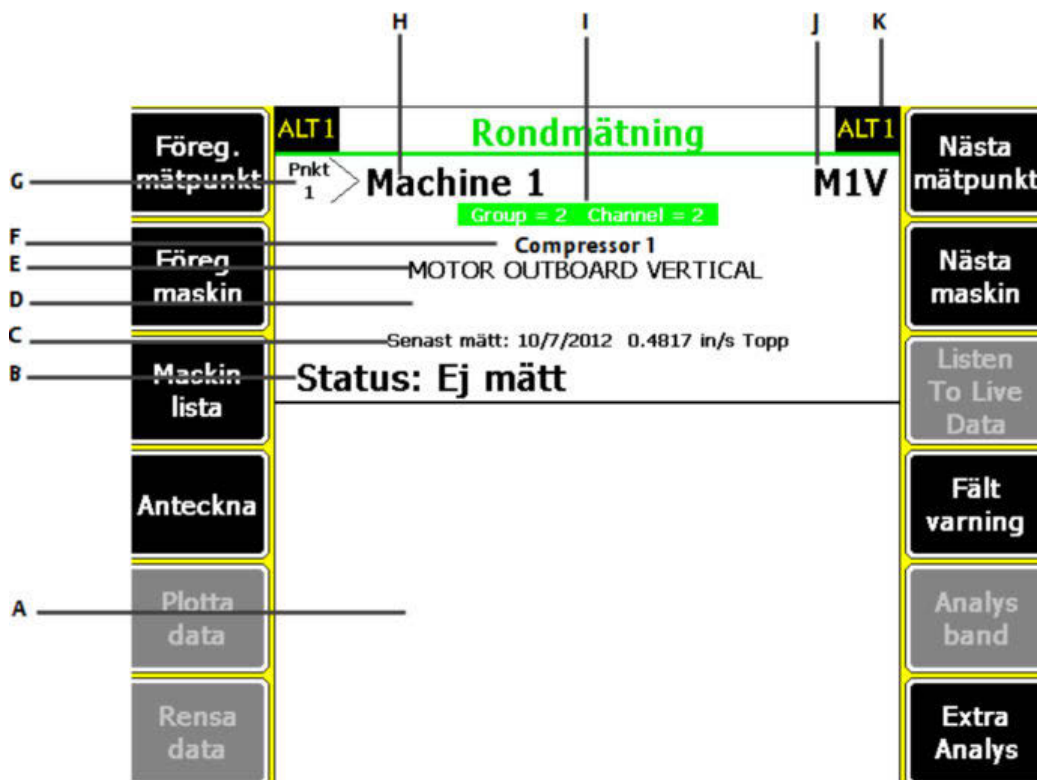 H I J K
ALT1 Rondmätning ALT1
Föreg.
mätpunkt
Nästa
mätpunkt
G
Pnkt
1
Machine 1 M1V
Group = 2 Channel = 2
F
Compressor 1
E
MOTOR OUTBOARD VERTICAL
Föreg
maskin
Nästa
maskin
D
C
Senast mätt: 10/7/2012 0.4817 in/s Topp
B
Status: Ej mätt
Maskin
lista
Listen
To Live
Data
Anteckna
Fält
varning
A
Plotta
data
Analys
band
Rensa
data
Extra
Analys